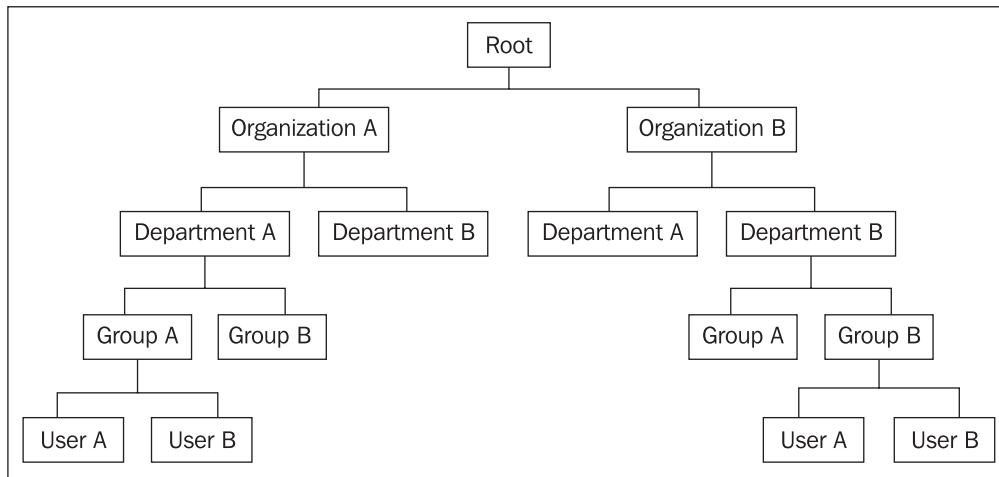 Root
Organization A
Organization B
Department A
Department B
Department A
Department B
Group A
Group B
Group A
Group B
User A
User B
User A
User B